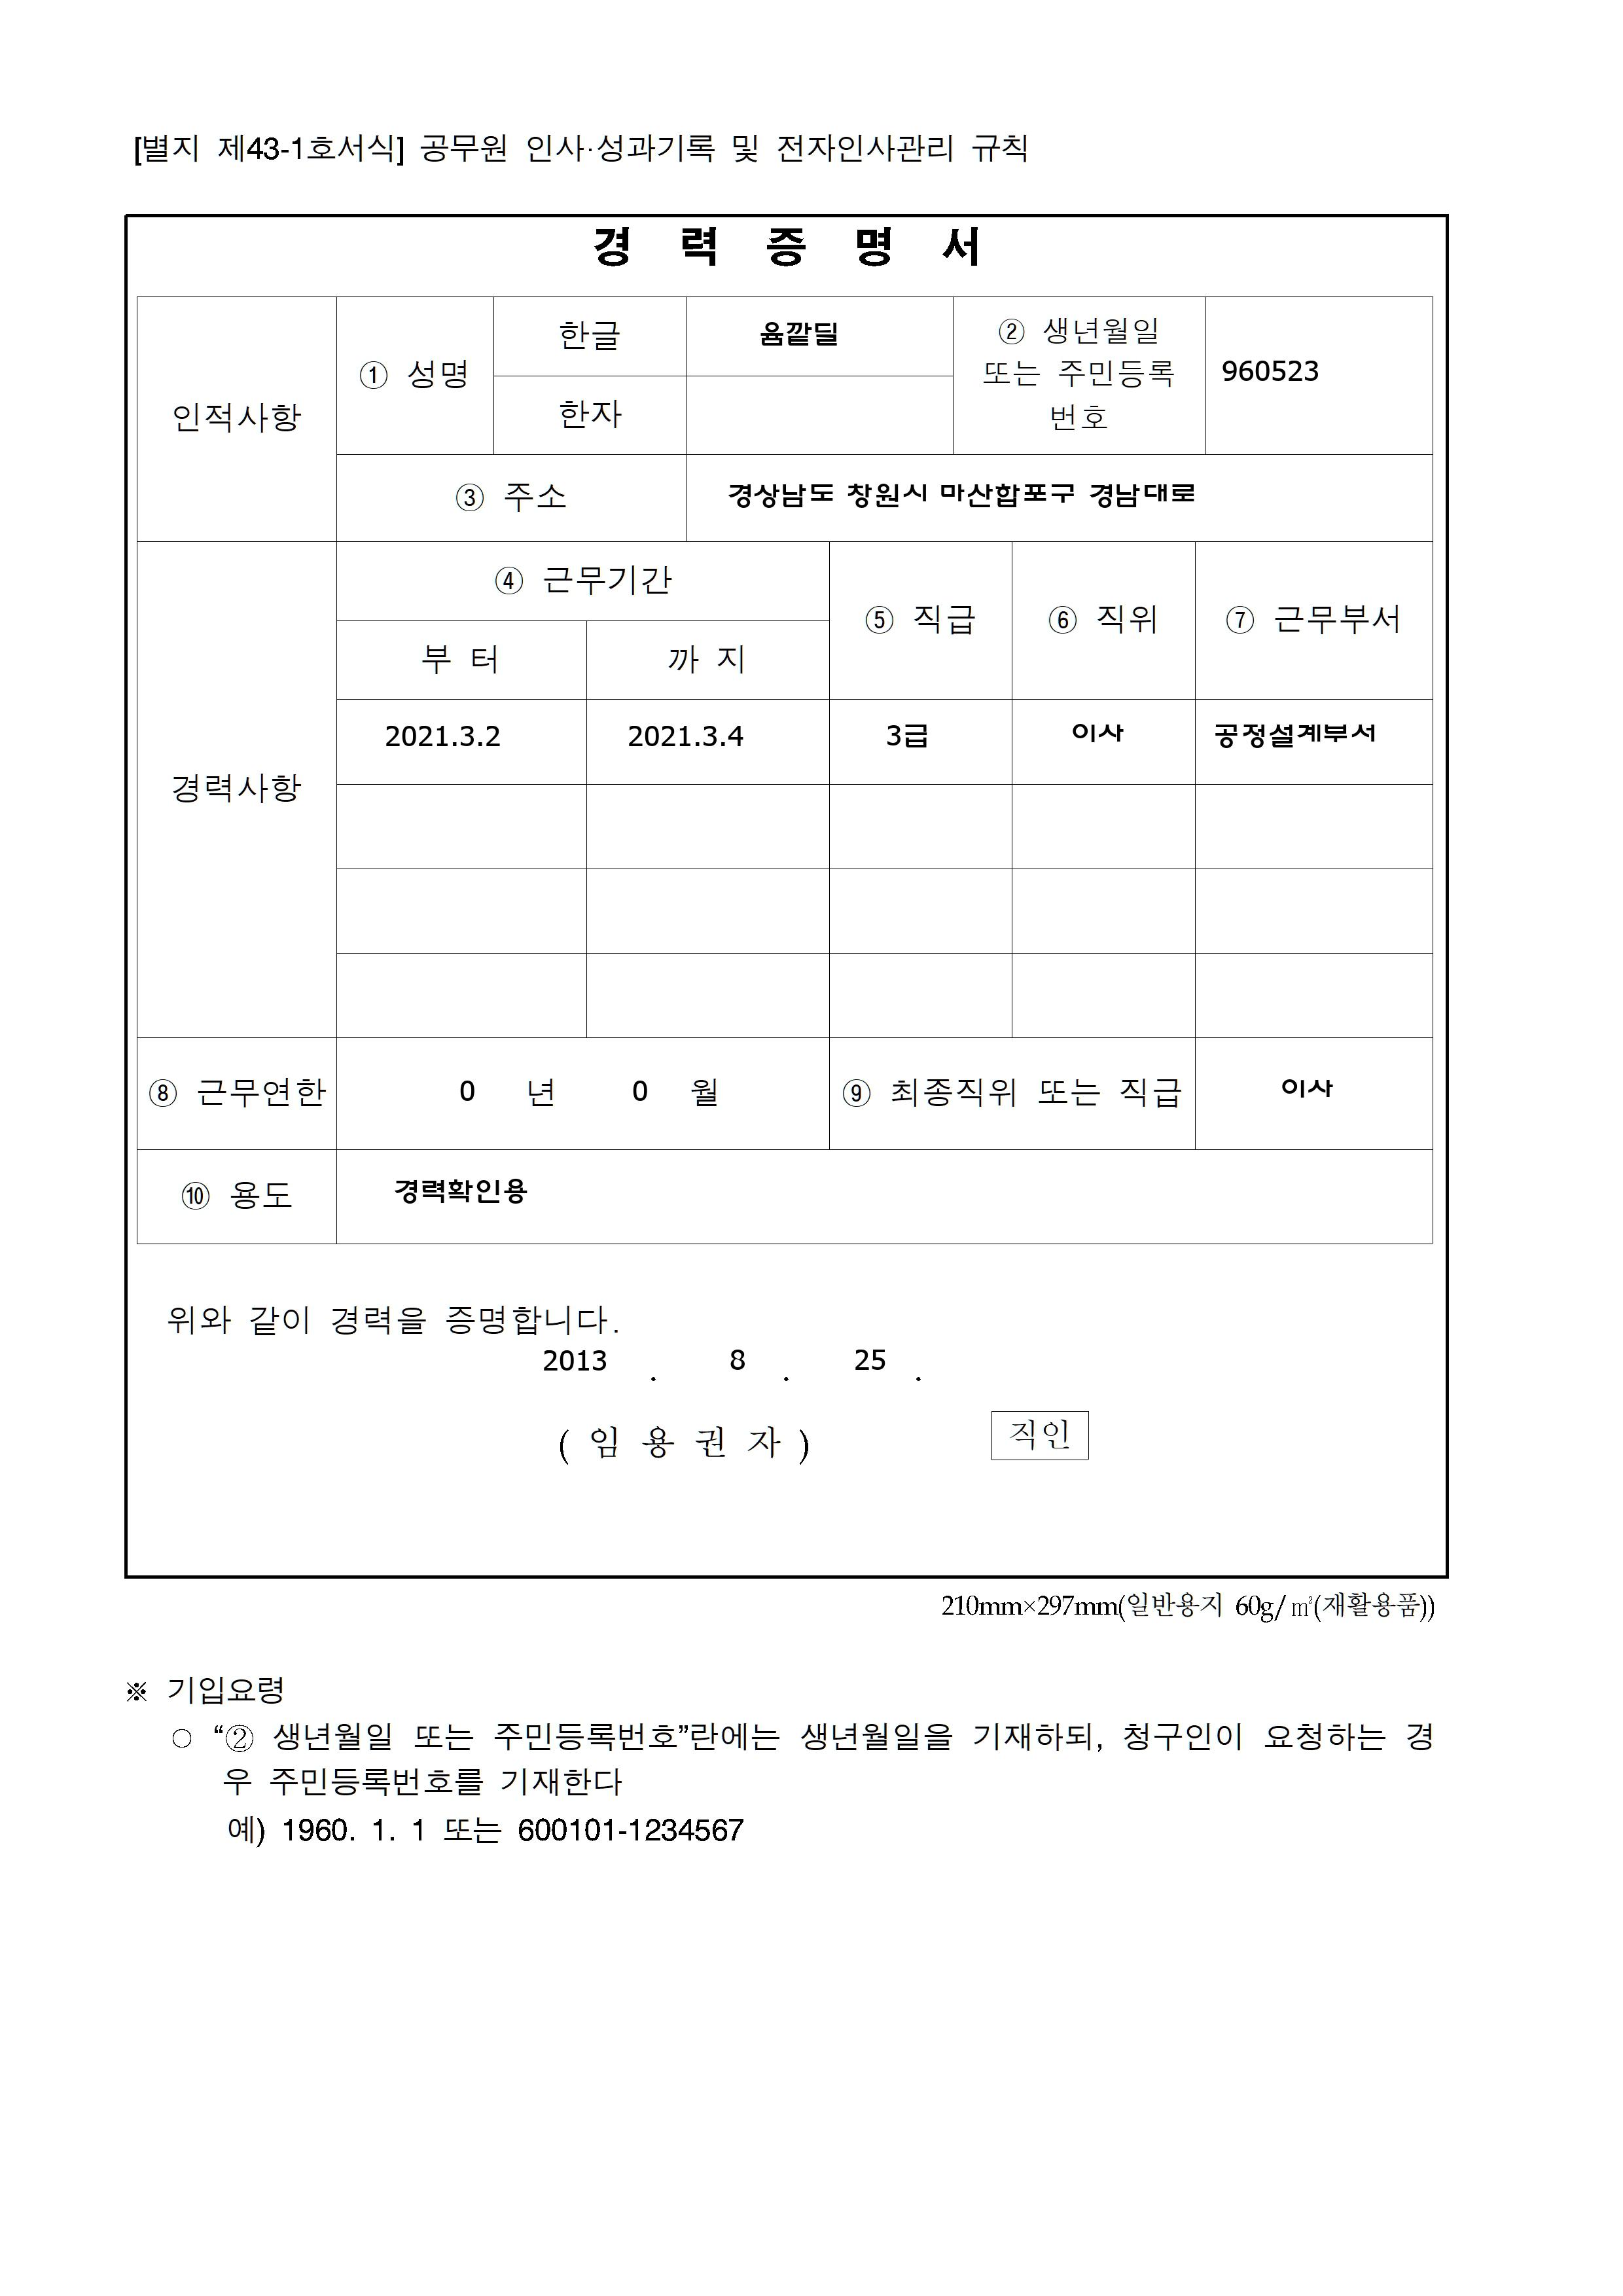 [별지 제43-1호서식] 공무원 인사·성과기록 및 전자인사관리 규칙
경 력 증 명 서
인적사항
① 성명
한글
윰깥딜
② 생년월일
또는 주민등록
번호
960523
한자
③ 주소
경상남도 창원시 마산합포구 경남대로
경력사항
④ 근무기간
⑤ 직급
⑥ 직위
⑦ 근무부서
부 터
까 지
2021.3.2
2021.3.4
3급
이사
공정설계부서
⑧ 근무연한
0 년 0 월
⑨ 최종직위 또는 직급
이사
⑩ 용도
경력확인용
위와 같이 경력을 증명합니다.
2013 . 8 . 25 .
( 임 용 권 자 )
직인
210mm×297mm(일반용지 60g/㎡(재활용품))
※ 기입요령
○ “② 생년월일 또는 주민등록번호”란에는 생년월일을 기재하되, 청구인이 요청하는 경
우 주민등록번호를 기재한다
예) 1960. 1. 1 또는 600101-1234567